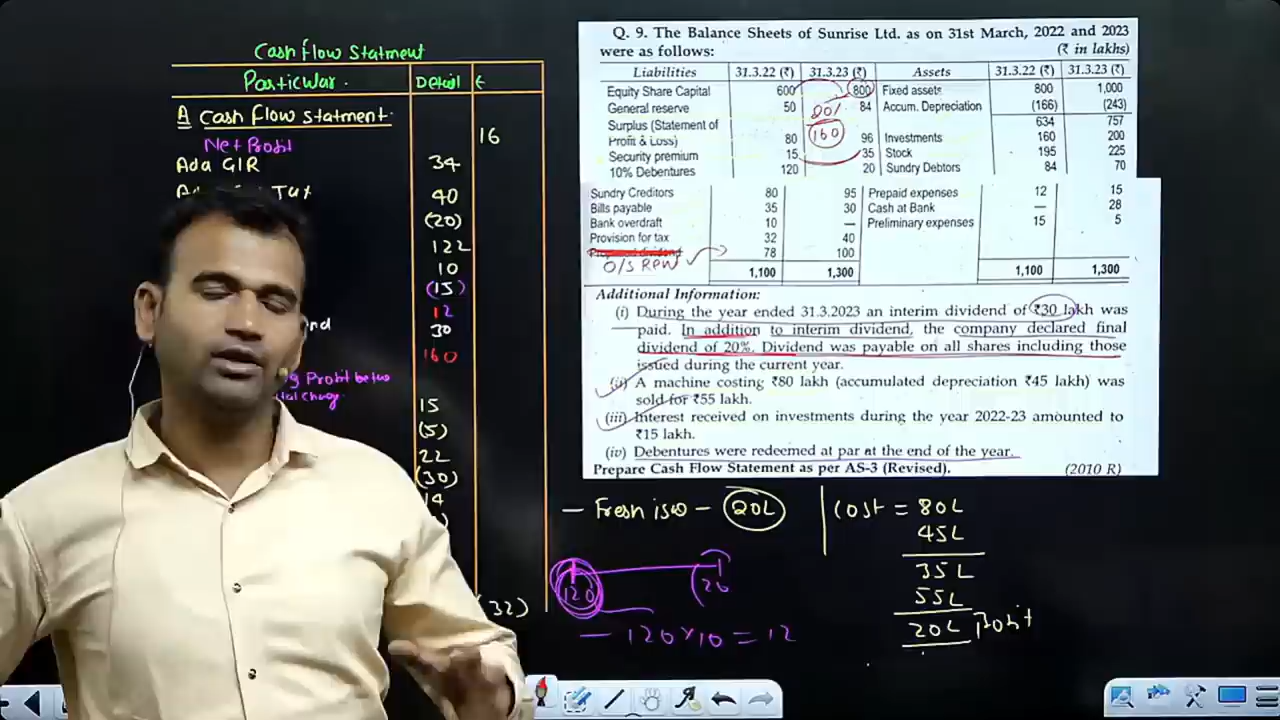 Cash flow Statment
Particular. Detail ₹
A Cash flow Statment.
Net Profit 16
Ada GIR 34
Tax 40
(20)
122
10
(15)
12
nd 30
160
g Profit before
tal Charge
15
(5)
22
(30)
14
(32)
Q. 9. The Balance Sheets of Sunrise Ltd. as on 31st March, 2022 and 2023
were as follows: (₹ in lakhs)
Liabilities 31.3.22 (₹) 31.3.23 (₹) Assets 31.3.22 (₹) 31.3.23 (₹)
Equity Share Capital 600 800 Fixed assets 800 1,000
General reserve 50 84 Accum. Depreciation (166) (243)
20%
Surplus (Statement of 634 757
Profit & Loss) 80 160 96 Investments 160 200
Security premium 15 35 Stock 195 225
10% Debentures 120 20 Sundry Debtors 84 70
Sundry Creditors 80 95 Prepaid expenses 12 15
Bills payable 35 30 Cash at Bank — 28
Bank overdraft 10 — Preliminary expenses 15 5
Provision for tax 32 40
78 100
O/S RPW 1,100 1,300 1,100 1,300
Additional Information:
(i) During the year ended 31.3.2023 an interim dividend of ₹30 lakh was
paid. In addition to interim dividend, the company declared final
dividend of 20%. Dividend was payable on all shares including those
issued during the current year.
(ii) A machine costing ₹80 lakh (accumulated depreciation ₹45 lakh) was
sold for ₹55 lakh.
(iii) Interest received on investments during the year 2022-23 amounted to
₹15 lakh.
(iv) Debentures were redeemed at par at the end of the year.
Prepare Cash Flow Statement as per AS-3 (Revised). (2010 R)
— Fresh iso — 20L
120 (20
— 120×10 = 12
Cost = 80L
45L
35L
55L
20L Profit